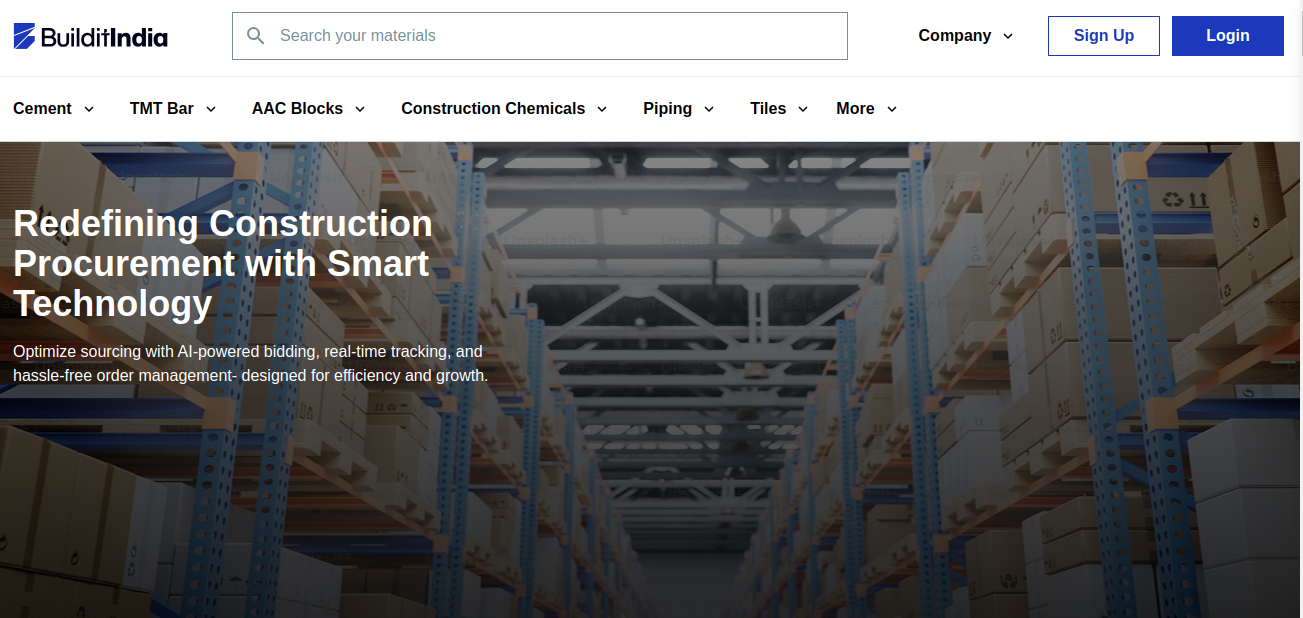 BuilditIndia
Search your materials
Company
Sign Up
Login
Cement
TMT Bar
AAC Blocks
Construction Chemicals
Piping
Tiles
More
Redefining Construction
Procurement with Smart
Technology
Optimize sourcing with AI-powered bidding, real-time tracking, and
hassle-free order management- designed for efficiency and growth.